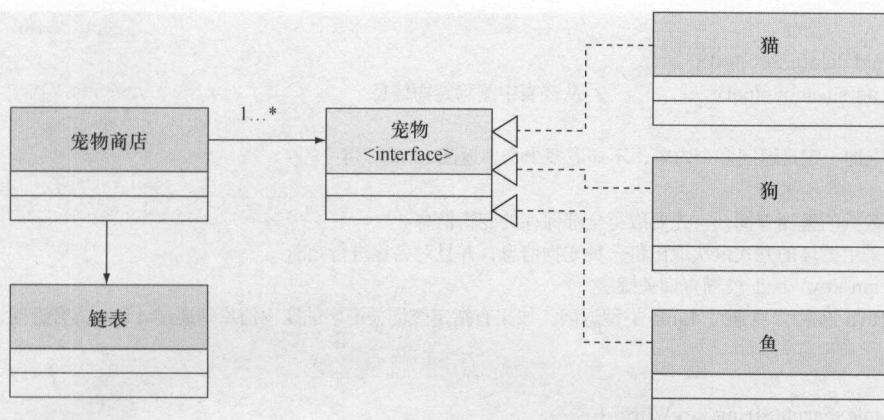 猫
1…*
宠物商店
宠物
<interface>
狗
链表
鱼